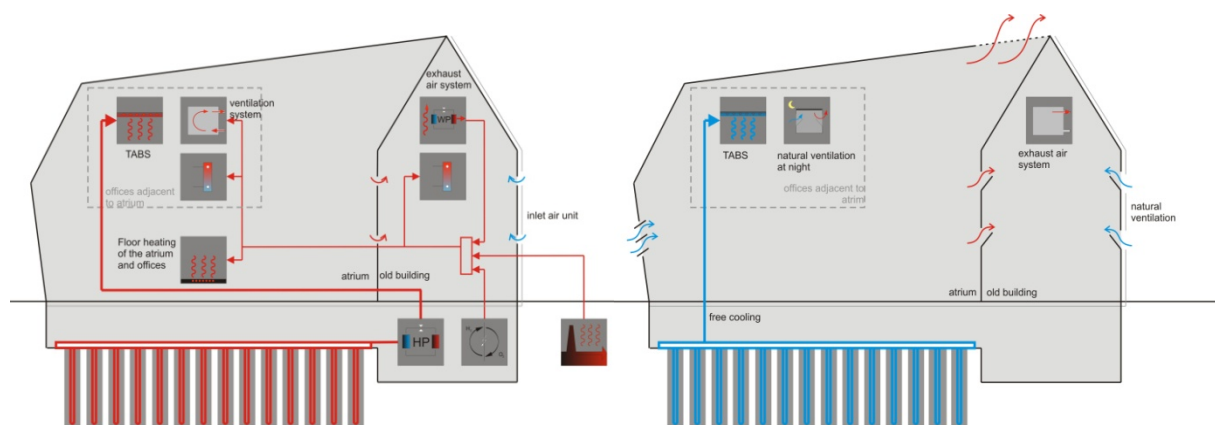 exhaust
air system
WP
ventilation
system
TABS
offices adjacent
to atrium
inlet air unit
Floor heating
of the atrium
and offices
atrium
old building
HP
TABS
natural ventilation
at night
offices adjacent to
atrim
exhaust air
system
natural
ventilation
atrium
old building
free cooling